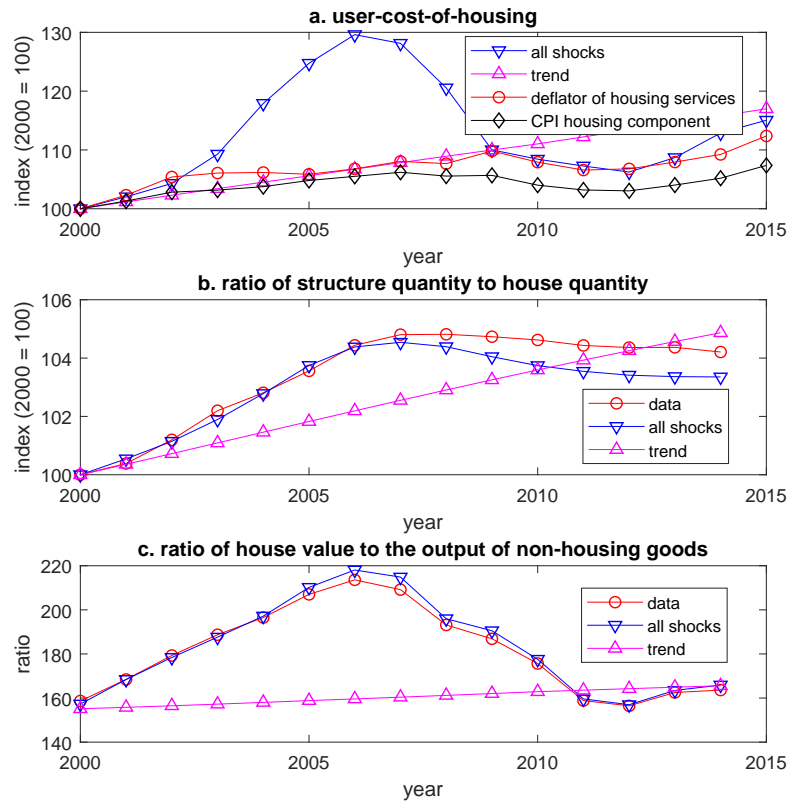 a. user-cost-of-housing
130
120
110
100
index (2000 = 100)
all shocks
trend
deflator of housing services
CPI housing component
2000 2005 2010 2015
year
b. ratio of structure quantity to house quantity
106
104
102
100
index (2000 = 100)
data
all shocks
trend
2000 2005 2010 2015
year
c. ratio of house value to the output of non-housing goods
220
200
180
160
140
ratio
data
all shocks
trend
2000 2005 2010 2015
year